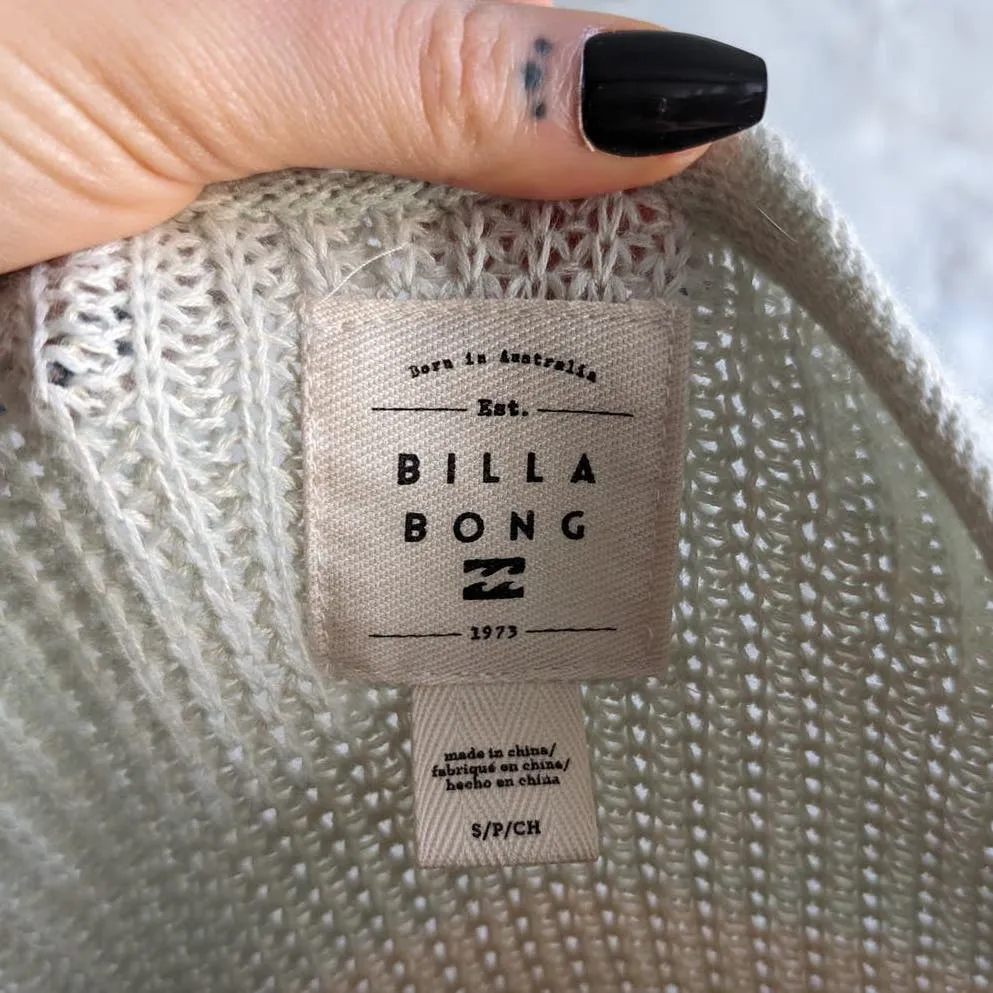 Born in Australia
Est.
BILLA
BONG
1973
made in china/
fabriqué en chine/
hecho en china
S/P/CH